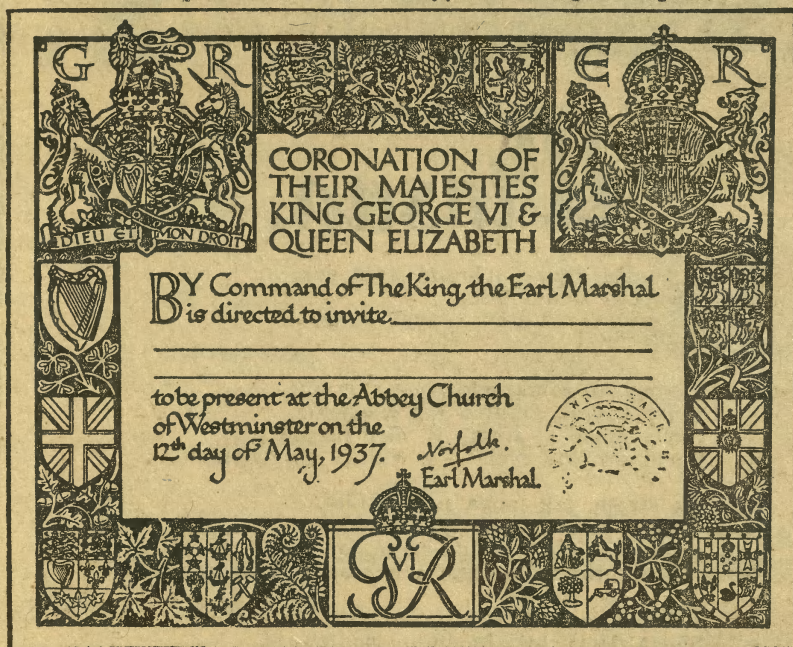 G R
E R
CORONATION OF
THEIR MAJESTIES
KING GEORGE VI &
QUEEN ELIZABETH
DIEU ET MON DROIT
BY Command of The King, the Earl Marshal
is directed to invite
to be present at the Abbey Church
of Westminster on the
12th day of May, 1937.
Norfolk.
Earl Marshal.
G VI R